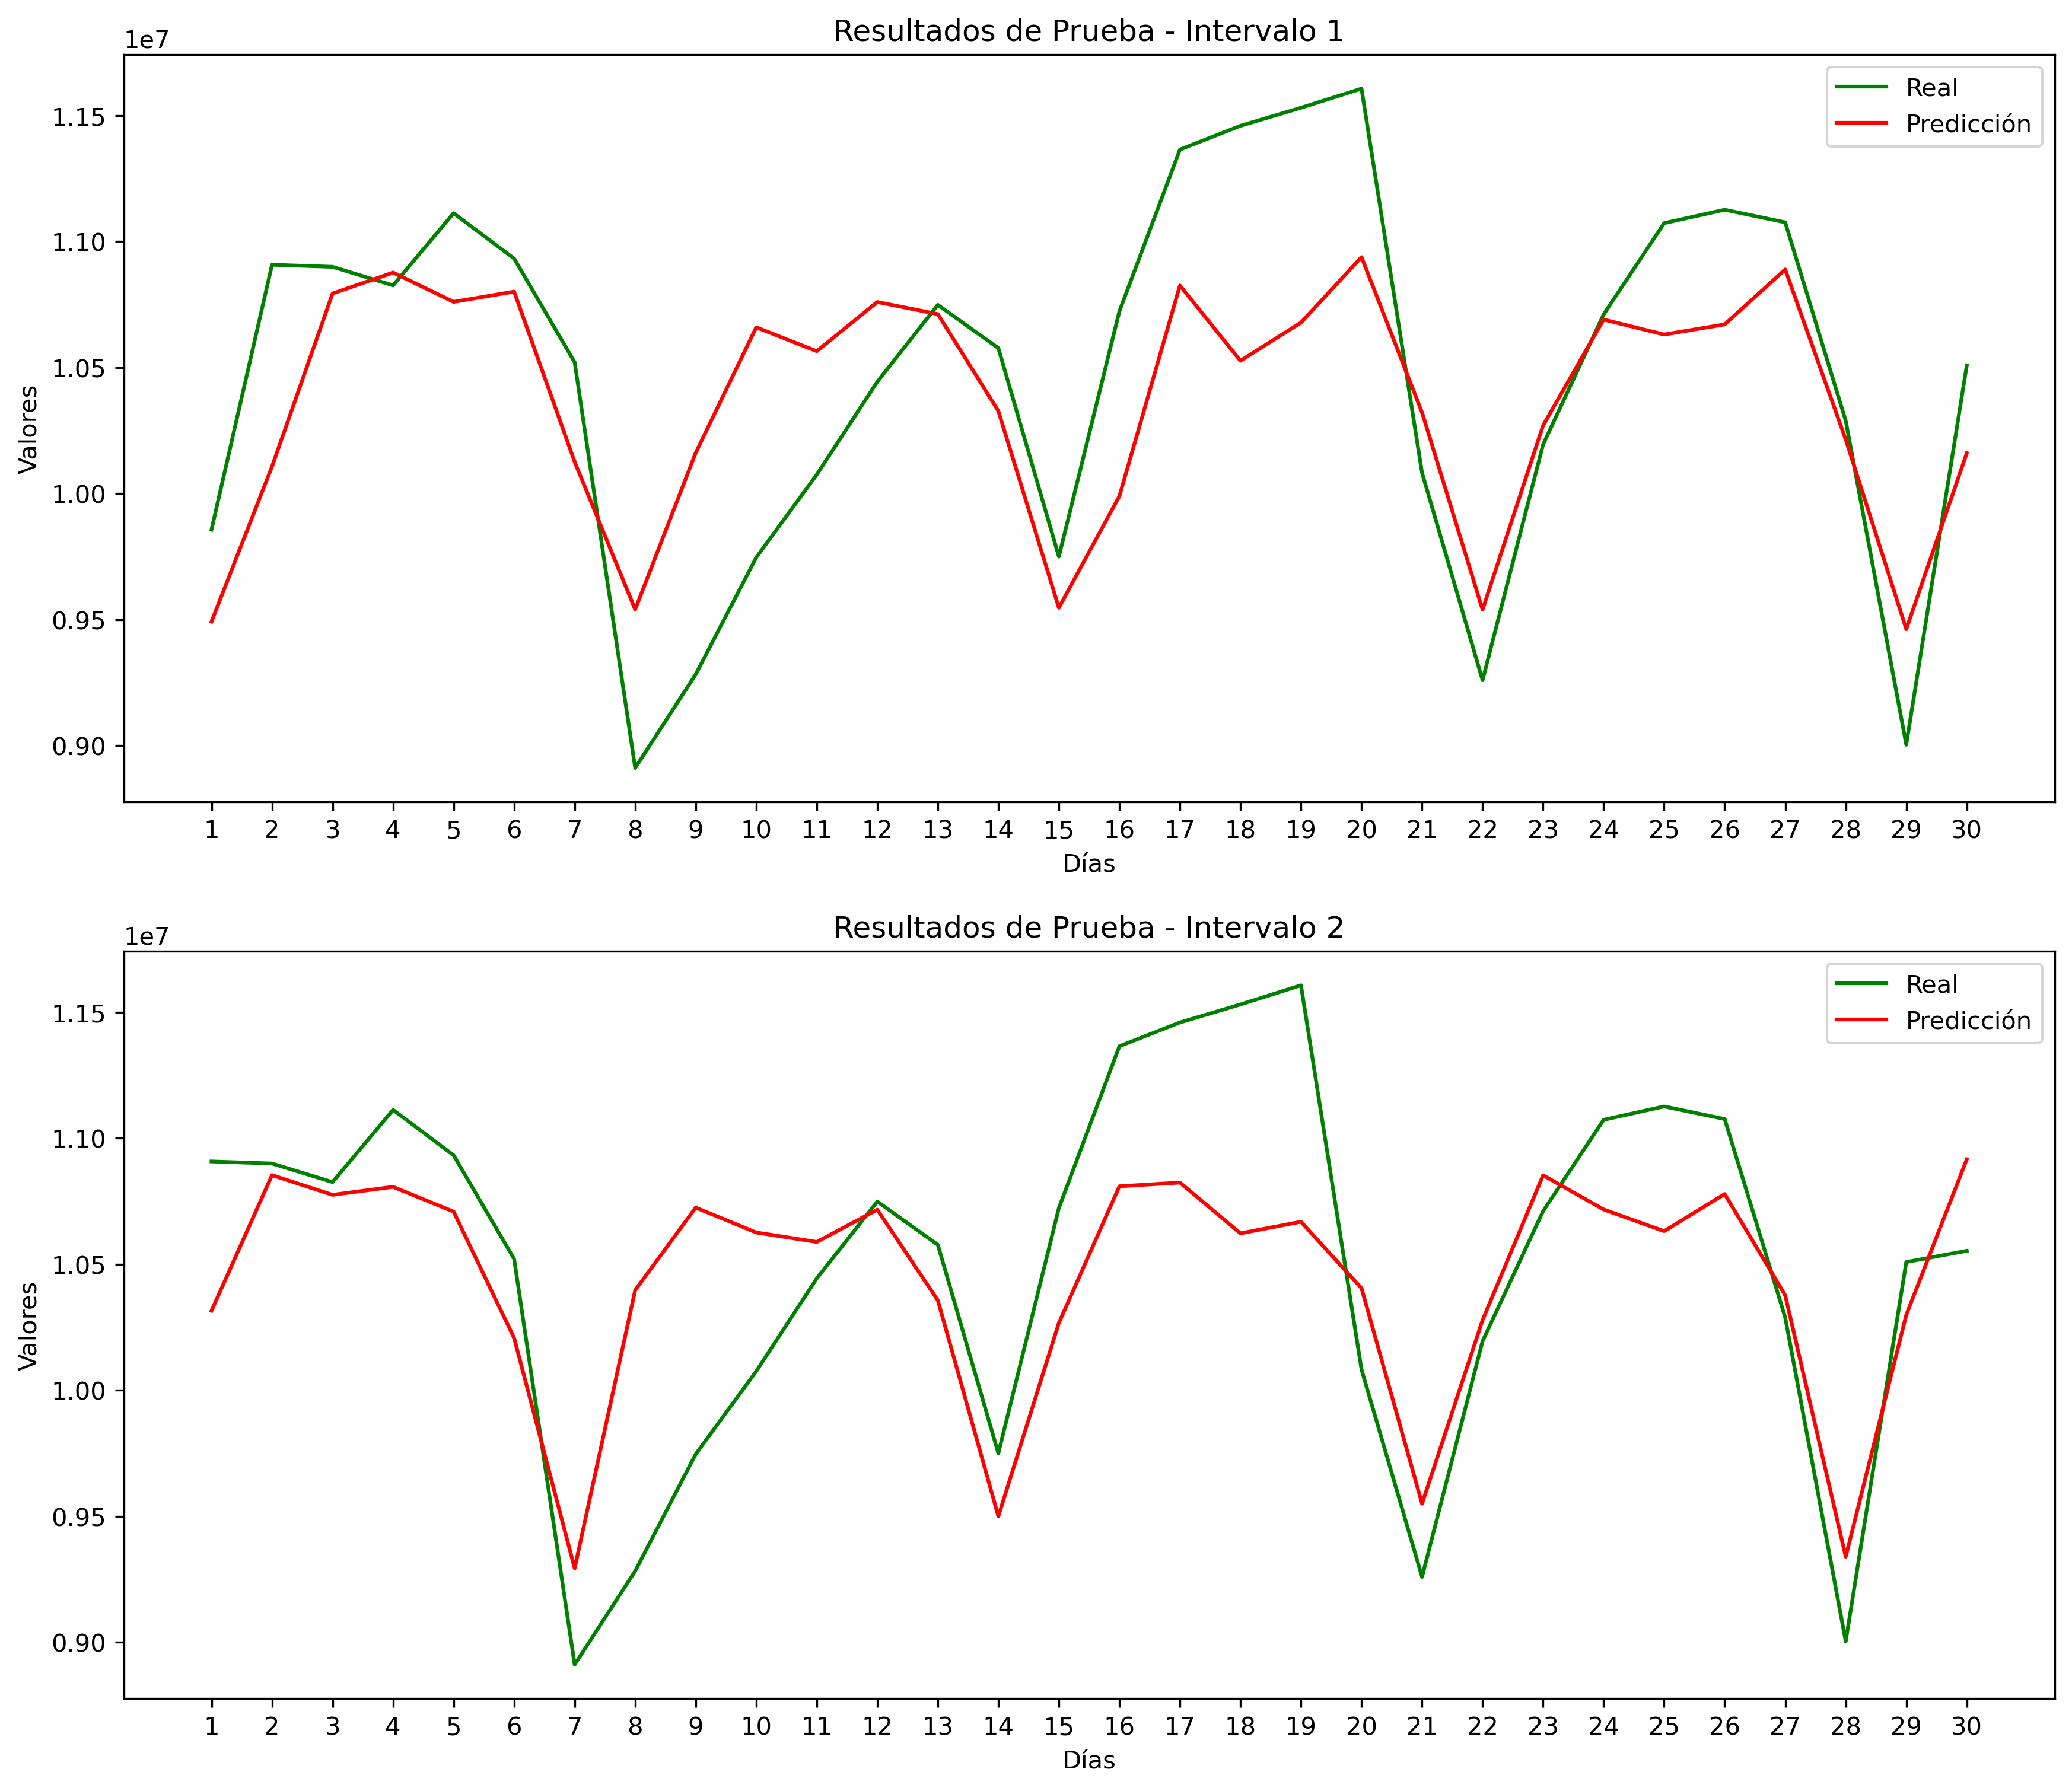 Resultados de Prueba - Intervalo 1
1e7
Real
Predicción
1.15
1.10
1.05
1.00
0.95
0.90
Valores
1 2 3 4 5 6 7 8 9 10 11 12 13 14 15 16 17 18 19 20 21 22 23 24 25 26 27 28 29 30
Días
Resultados de Prueba - Intervalo 2
1e7
Real
Predicción
1.15
1.10
1.05
1.00
0.95
0.90
Valores
1 2 3 4 5 6 7 8 9 10 11 12 13 14 15 16 17 18 19 20 21 22 23 24 25 26 27 28 29 30
Días